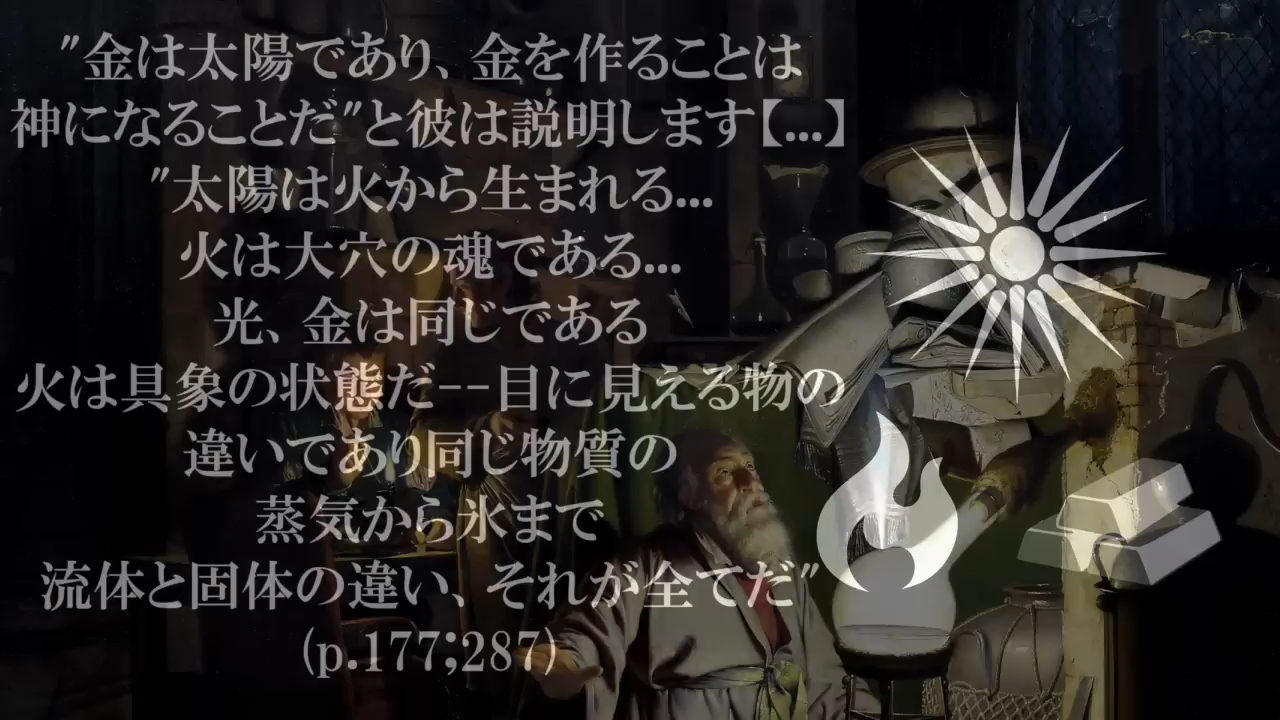 "金は太陽であり、金を作ることは
神になることだ"と彼は説明します【...】
"太陽は火から生まれる...
火は大穴の魂である...
光、金は同じである
火は具象の状態だ--目に見える物の
違いであり同じ物質の
蒸気から氷まで
流体と固体の違い、それが全てだ"
(p.177;287)